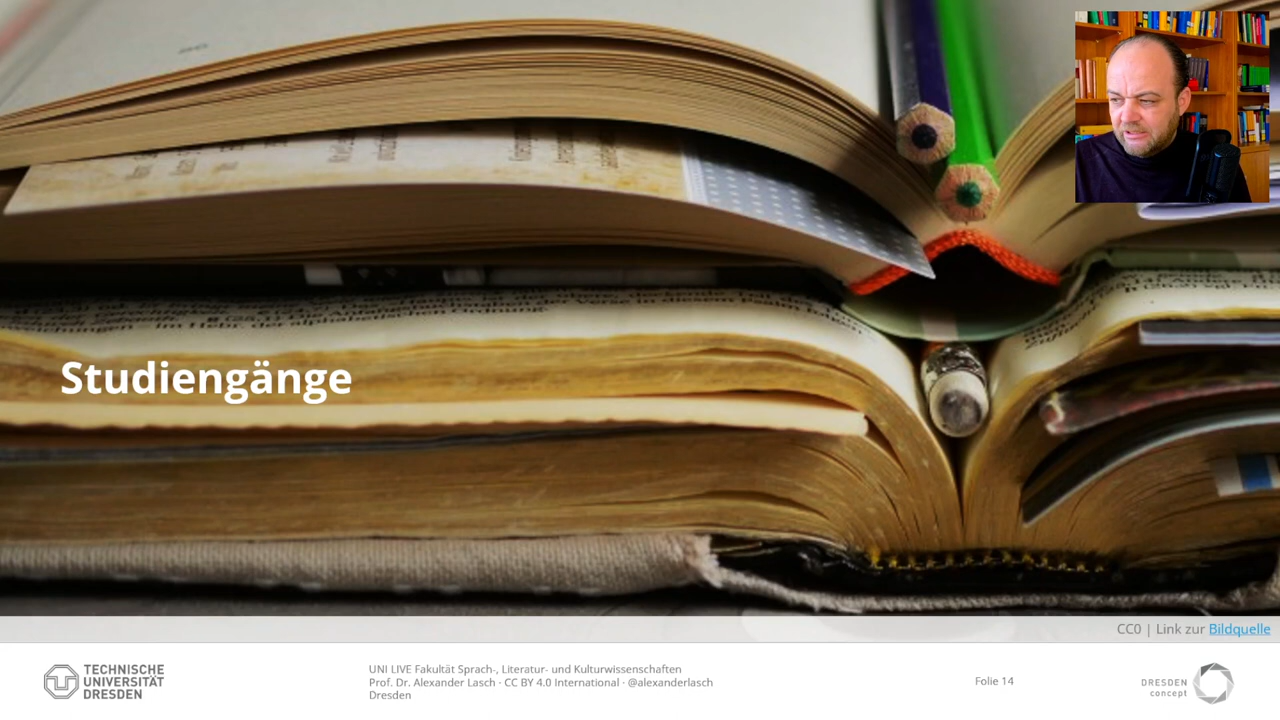 Studiengänge
CC0 | Link zur Bildquelle
TECHNISCHE
UNIVERSITÄT
DRESDEN
UNI LIVE Fakultät Sprach-, Literatur- und Kulturwissenschaften
Prof. Dr. Alexander Lasch · CC BY 4.0 International · @alexanderlasch
Dresden
Folie 14
DRESDEN
concept